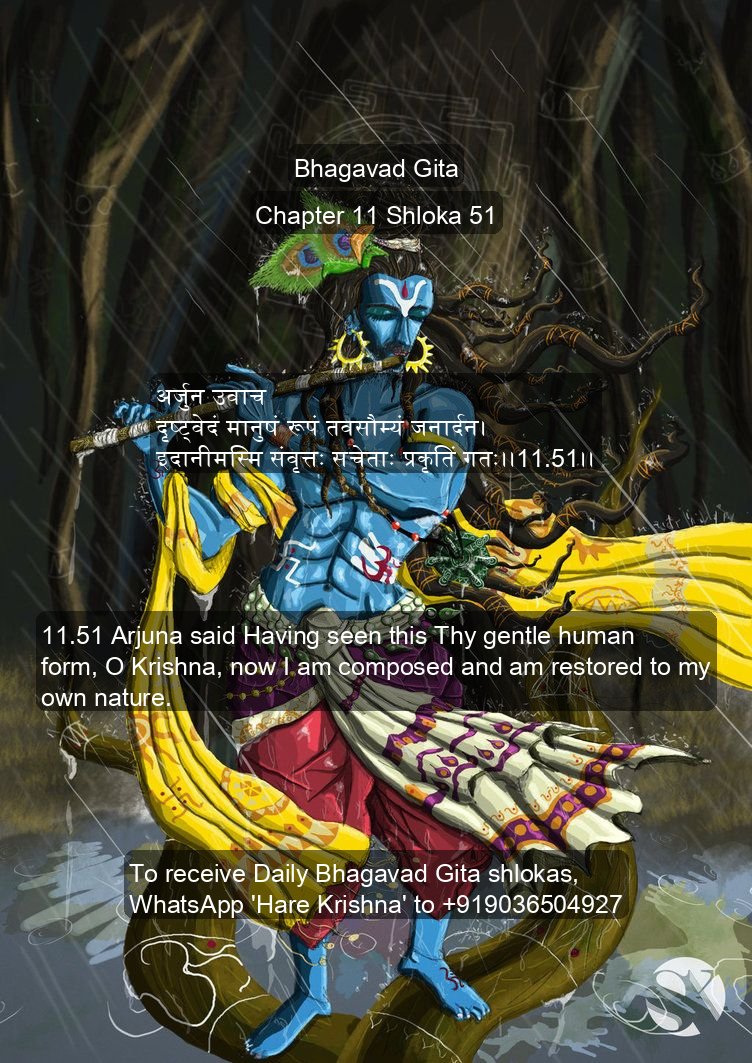 Bhagavad Gita
Chapter 11 Shloka 51
अर्जुन उवाच
दृष्ट्वेदं मानुषं रूपं तवसौम्यं जनार्दन।
इदानीमस्मि संवृत्तः सचेताः प्रकृतिं गतः।।11.51।।
11.51 Arjuna said Having seen this Thy gentle human
form, O Krishna, now I am composed and am restored to my
own nature.
To receive Daily Bhagavad Gita shlokas,
WhatsApp 'Hare Krishna' to +919036504927